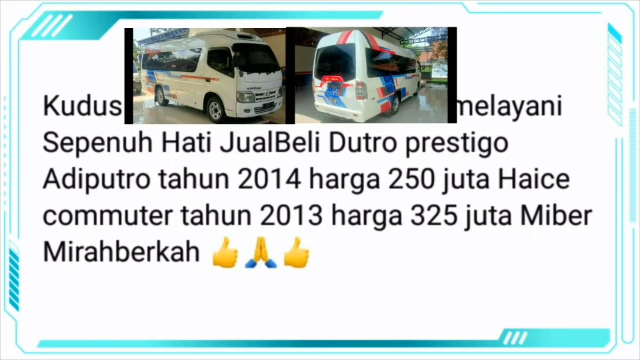 Kudus melayani
Sepenuh Hati JualBeli Dutro prestigo
Adiputro tahun 2014 harga 250 juta Haice
commuter tahun 2013 harga 325 juta Miber
Mirahberkah 👍🙏👍